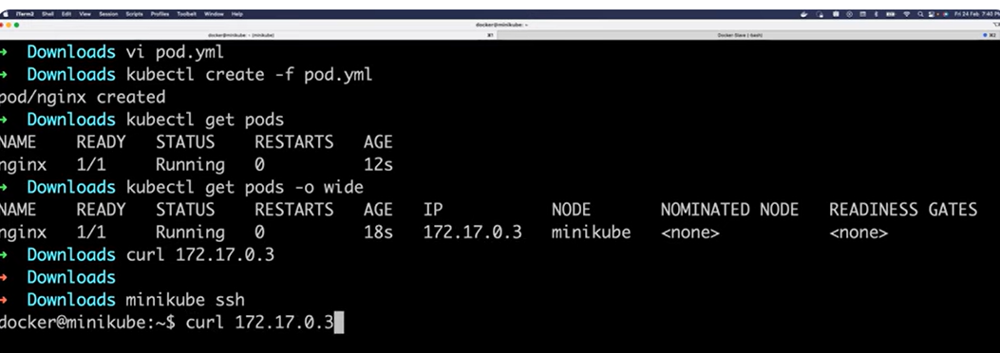 iTerm2 Shell Edit View Session Scripts Profiles Toolbelt Window Help Fri 24 Feb 7:40 P
docker@minikube: ~
docker@minikube: ~ (minikube) ⌘1 Docker-Slave (-bash) ⌘2
→ Downloads vi pod.yml
→ Downloads kubectl create -f pod.yml
pod/nginx created
→ Downloads kubectl get pods
NAME READY STATUS RESTARTS AGE
nginx 1/1 Running 0 12s
→ Downloads kubectl get pods -o wide
NAME READY STATUS RESTARTS AGE IP NODE NOMINATED NODE READINESS GATES
nginx 1/1 Running 0 18s 172.17.0.3 minikube <none> <none>
→ Downloads curl 172.17.0.3
→ Downloads
→ Downloads minikube ssh
docker@minikube:~$ curl 172.17.0.3